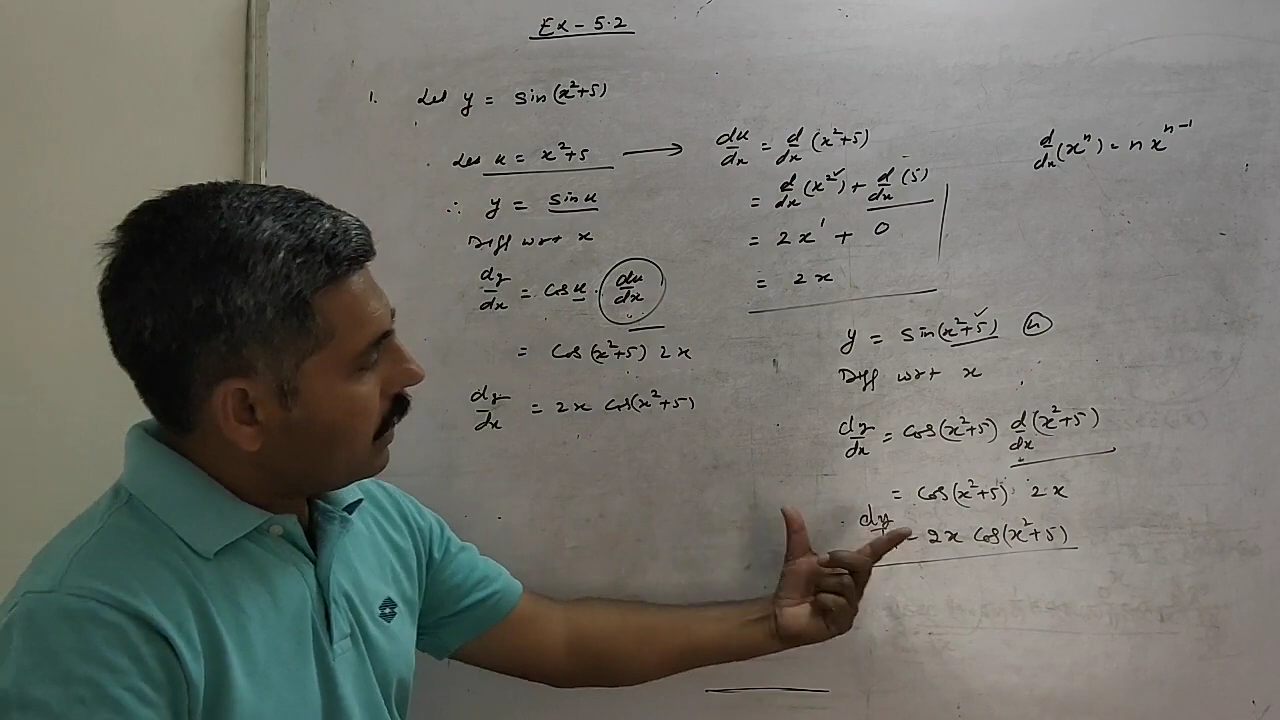 Ex - 5.2
1. Let y = sin(x²+5)
Let u = x²+5 ⟶
∴ y = sin u
Diff w.r.t x
dy/dx = cos u · du/dx
= cos(x²+5) 2x
dy/dx = 2x cos(x²+5)
du/dx = d/dx (x²+5)
= d/dx (x²) + d/dx (5)
= 2x¹ + 0
= 2x
d/dx (xⁿ) = n xⁿ⁻¹
y = sin(x²+5)
Diff w.r.t x
dy/dx = cos(x²+5) d/dx (x²+5)
= cos(x²+5) · 2x
dy = 2x cos(x²+5)